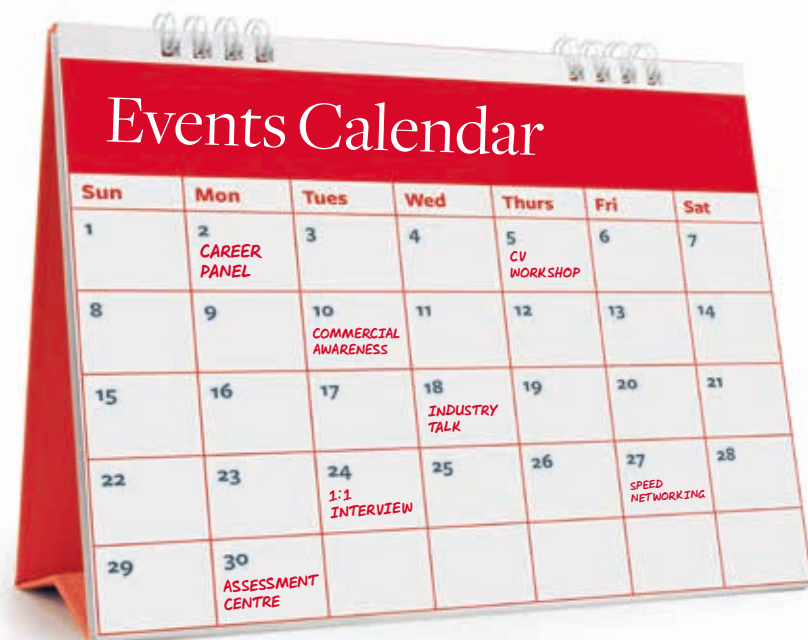 Events Calendar
Sun Mon Tues Wed Thurs Fri Sat
1 2 3 4 5 6 7
CAREER
PANEL
CV
WORKSHOP
8 9 10 11 12 13 14
COMMERCIAL
AWARENESS
15 16 17 18 19 20 21
INDUSTRY
TALK
22 23 24 25 26 27 28
1:1
INTERVIEW
SPEED
NETWORKING
29 30
ASSESSMENT
CENTRE